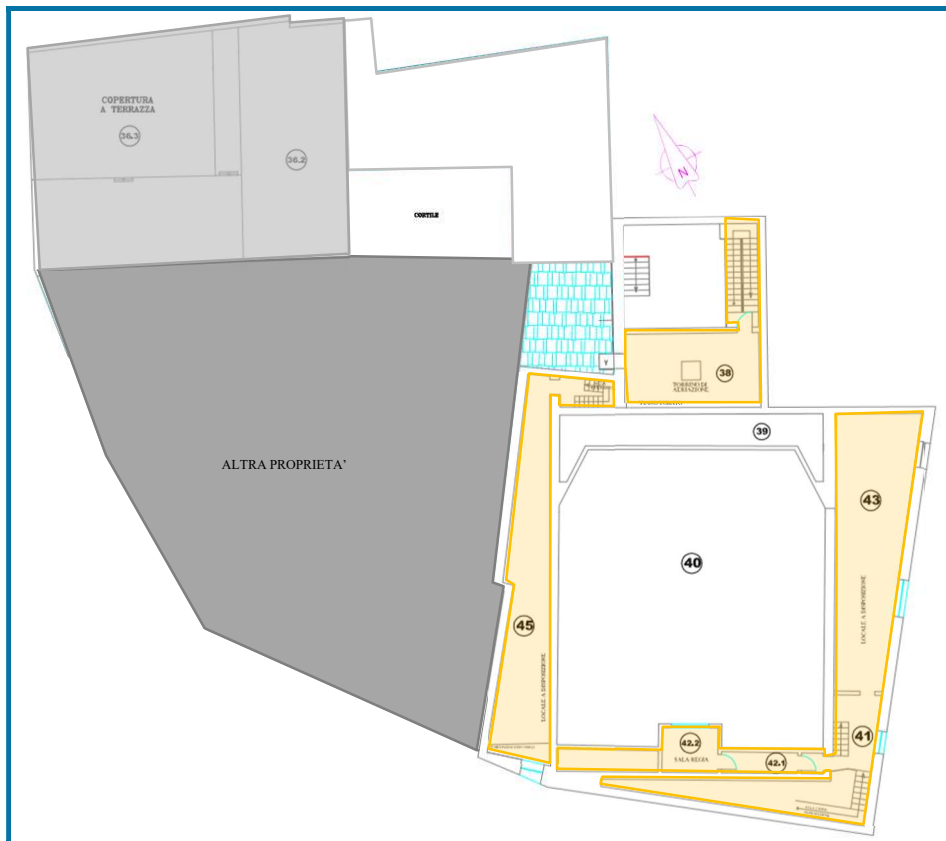 COPERTURA
A TERRAZZA
36.3
36.2
CORTILE
N
Y
38
TORRINO DI
AREAZIONE
39
43
40
LOCALE A DISPOSIZIONE
ALTRA PROPRIETA’
45
LOCALE A DISPOSIZIONE
41
42.2
SALA REGIA
42.1